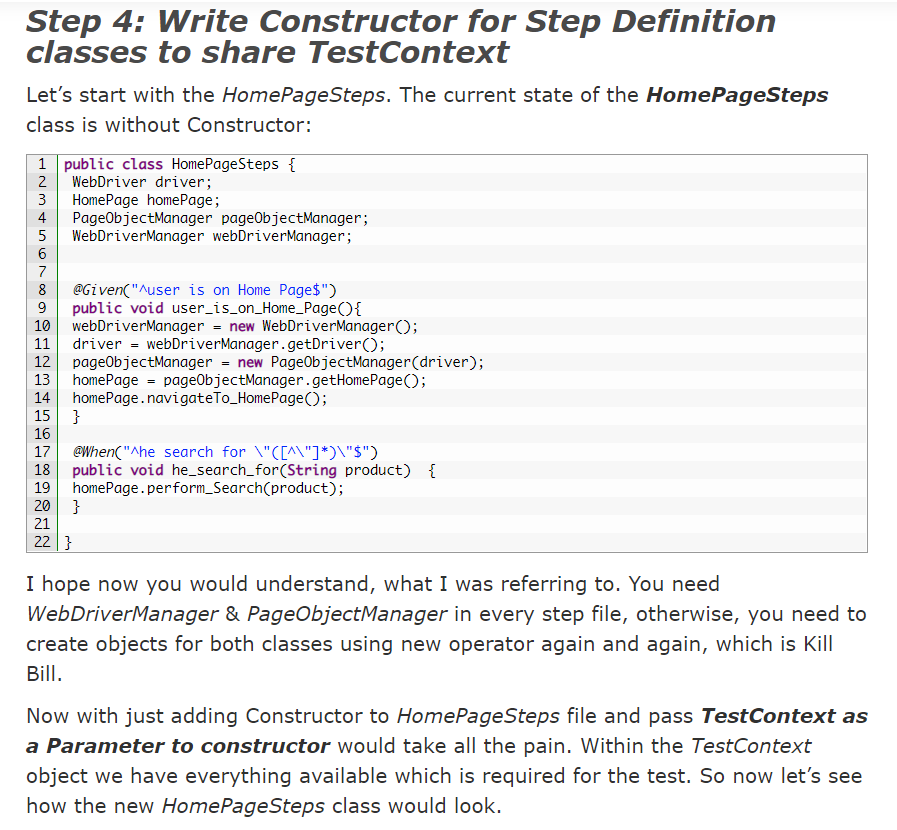 Step 4: Write Constructor for Step Definition
classes to share TestContext
Let’s start with the HomePageSteps. The current state of the HomePageSteps
class is without Constructor:
1 public class HomePageSteps {
2 WebDriver driver;
3 HomePage homePage;
4 PageObjectManager pageObjectManager;
5 WebDriverManager webDriverManager;
6
7
8 @Given("^user is on Home Page$")
9 public void user_is_on_Home_Page(){
10 webDriverManager = new WebDriverManager();
11 driver = webDriverManager.getDriver();
12 pageObjectManager = new PageObjectManager(driver);
13 homePage = pageObjectManager.getHomePage();
14 homePage.navigateTo_HomePage();
15 }
16
17 @When("^he search for \"([^\"]*)\"$")
18 public void he_search_for(String product)  {
19 homePage.perform_Search(product);
20 }
21
22 }
I hope now you would understand, what I was referring to. You need
WebDriverManager & PageObjectManager in every step file, otherwise, you need to
create objects for both classes using new operator again and again, which is Kill
Bill.
Now with just adding Constructor to HomePageSteps file and pass TestContext as
a Parameter to constructor would take all the pain. Within the TestContext
object we have everything available which is required for the test. So now let’s see
how the new HomePageSteps class would look.